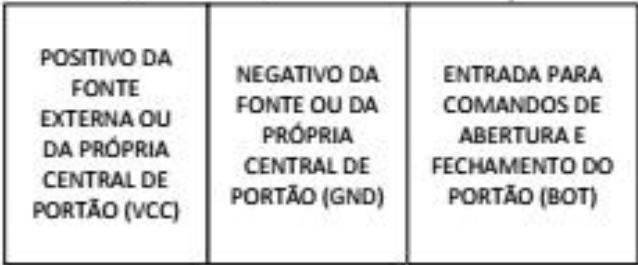 POSITIVO DA
FONTE
EXTERNA OU
DA PRÓPRIA
CENTRAL DE
PORTÃO (VCC)
NEGATIVO DA
FONTE OU DA
PRÓPRIA
CENTRAL DE
PORTÃO (GND)
ENTRADA PARA
COMANDOS DE
ABERTURA E
FECHAMENTO DO
PORTÃO (BOT)